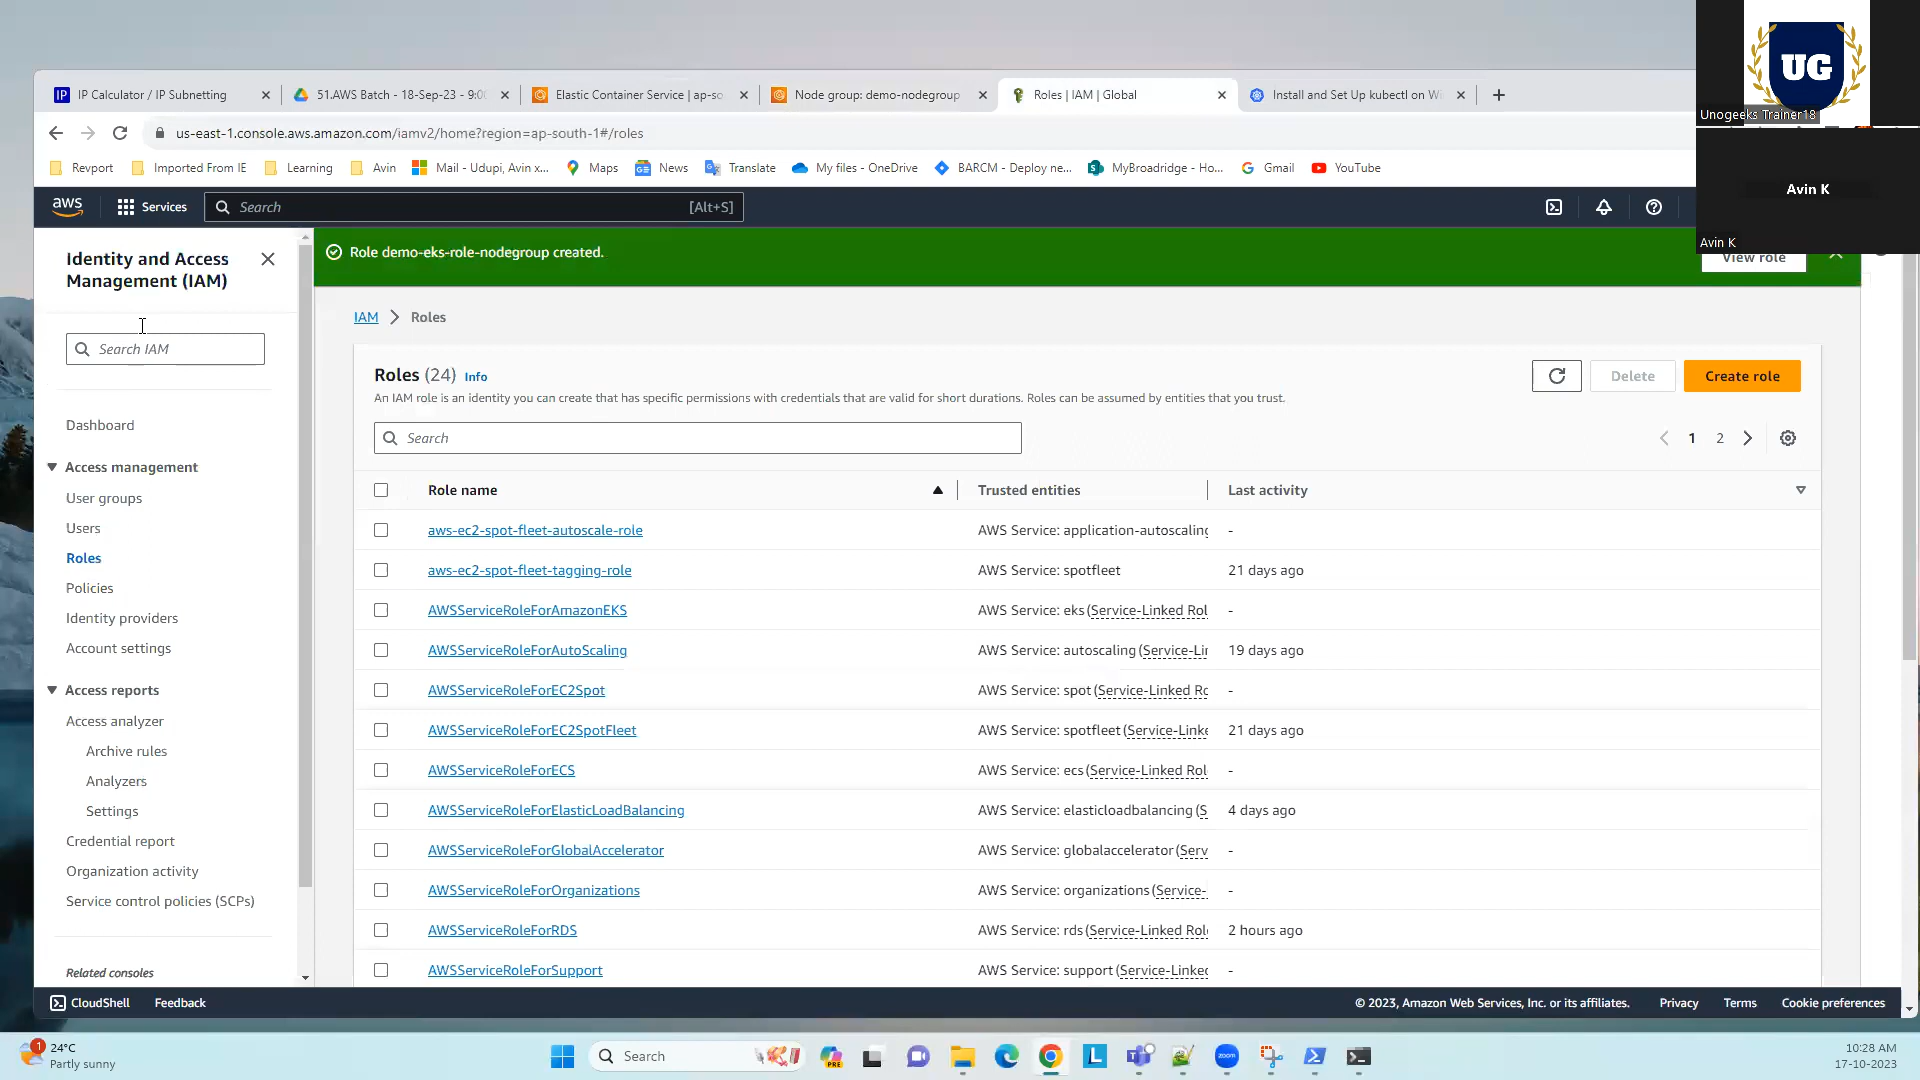 UG
Unogeeks Trainer18
Avin K
Avin K
IP Calculator / IP Subnetting
51.AWS Batch - 18-Sep-23 - 9:0
Elastic Container Service | ap-so
Node group: demo-nodegroup
Roles | IAM | Global
Install and Set Up kubectl on Wi
us-east-1.console.aws.amazon.com/iamv2/home?region=ap-south-1#/roles
Revport
Imported From IE
Learning
Avin
Mail - Udupi, Avin x...
Maps
News
Translate
My files - OneDrive
BARCM - Deploy ne...
MyBroadridge - Ho...
Gmail
YouTube
aws
Services
Search
[Alt+S]
Identity and Access
Management (IAM)
Search IAM
Dashboard
Access management
User groups
Users
Roles
Policies
Identity providers
Account settings
Access reports
Access analyzer
Archive rules
Analyzers
Settings
Credential report
Organization activity
Service control policies (SCPs)
Related consoles
Role demo-eks-role-nodegroup created.
View role
IAM > Roles
Roles (24) Info
Delete
Create role
An IAM role is an identity you can create that has specific permissions with credentials that are valid for short durations. Roles can be assumed by entities that you trust.
Search
1 2
Role name Trusted entities Last activity
aws-ec2-spot-fleet-autoscale-role AWS Service: application-autoscaling -
aws-ec2-spot-fleet-tagging-role AWS Service: spotfleet 21 days ago
AWSServiceRoleForAmazonEKS AWS Service: eks (Service-Linked Rol -
AWSServiceRoleForAutoScaling AWS Service: autoscaling (Service-Lin 19 days ago
AWSServiceRoleForEC2Spot AWS Service: spot (Service-Linked Ro -
AWSServiceRoleForEC2SpotFleet AWS Service: spotfleet (Service-Linke 21 days ago
AWSServiceRoleForECS AWS Service: ecs (Service-Linked Rol -
AWSServiceRoleForElasticLoadBalancing AWS Service: elasticloadbalancing (S 4 days ago
AWSServiceRoleForGlobalAccelerator AWS Service: globalaccelerator (Serv -
AWSServiceRoleForOrganizations AWS Service: organizations (Service- -
AWSServiceRoleForRDS AWS Service: rds (Service-Linked Role 2 hours ago
AWSServiceRoleForSupport AWS Service: support (Service-Linked -
CloudShell
Feedback
© 2023, Amazon Web Services, Inc. or its affiliates.
Privacy
Terms
Cookie preferences
1
24°C
Partly sunny
Search
PRE
L
zoom
10:28 AM
17-10-2023